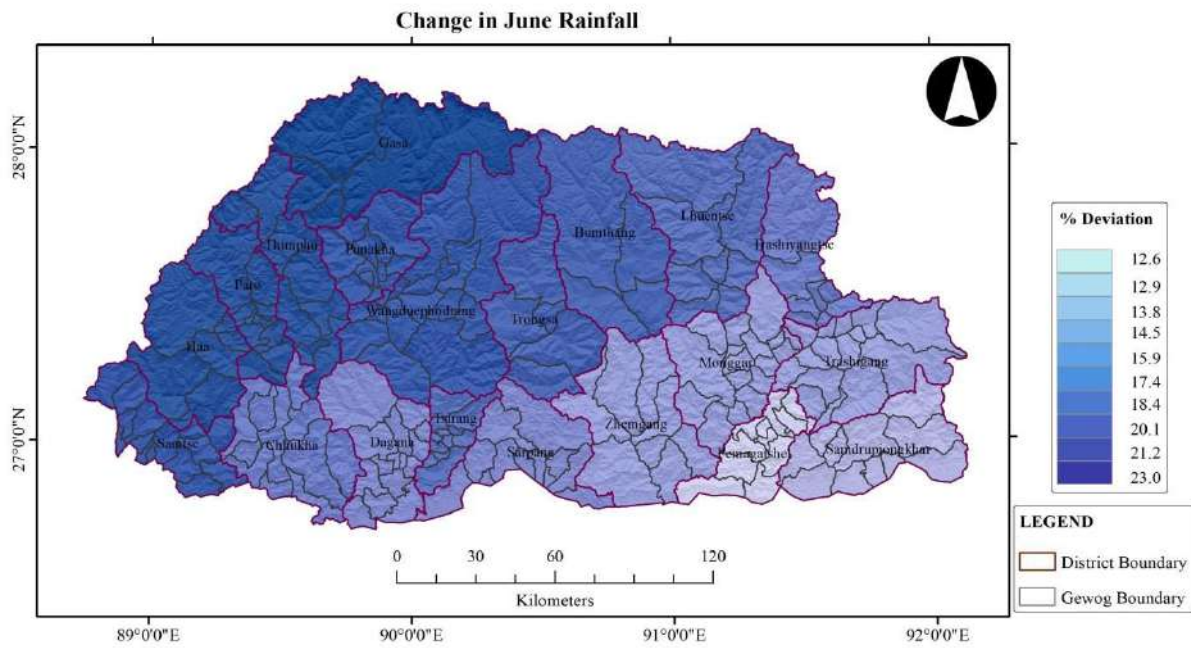 Change in June Rainfall
28°0'0"N
27°0'0"N
Gasa
Thimphu
Punakha
Paro
Haa
Wangduephodrang
Bumthang
Trongsa
Lhuentse
Trashiyangtse
Monggar
Trashigang
Zhemgang
Pemagatshel
Samdrupjongkhar
Samtse
Chhukha
Dagana
Tsirang
Sarpang
0 30 60 120
Kilometers
% Deviation
12.6
12.9
13.8
14.5
15.9
17.4
18.4
20.1
21.2
23.0
LEGEND
District Boundary
Gewog Boundary
89°0'0"E 90°0'0"E 91°0'0"E 92°0'0"E